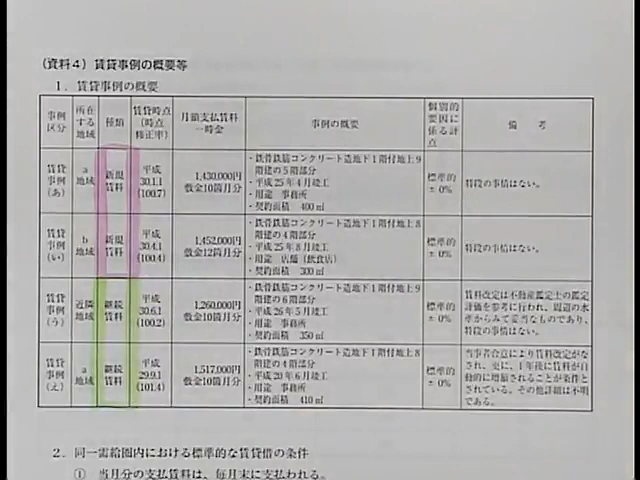 （資料４）賃貸事例の概要等
１．賃貸事例の概要
事例区分 所在する地域 種類 賃貸時点（時点修正率） 月額支払賃料 一時金 事例の概要 個別的要因に係る評点 備 考
賃貸事例（あ） a地域 新規賃料 平成30.1.1（100.7） 1,430,000円 敷金10箇月分
・鉄骨鉄筋コンクリート造地下１階付地上９階建の５階部分
・平成25年４月竣工
・用途 事務所
・契約面積 400㎡
標準的±0% 特段の事情はない。
賃貸事例（い） b地域 新規賃料 平成30.4.1（100.4） 1,452,000円 敷金12箇月分
・鉄骨鉄筋コンクリート造地下１階付地上８階建の４階部分
・平成25年８月竣工
・用途 店舗（飲食店）
・契約面積 300㎡
標準的±0% 特段の事情はない。
賃貸事例（う） 近隣地域 継続賃料 平成30.6.1（100.2） 1,260,000円 敷金10箇月分
・鉄骨鉄筋コンクリート造地下１階付地上９階建の６階部分
・平成26年５月竣工
・用途 事務所
・契約面積 350㎡
標準的±0% 賃料改定は不動産鑑定士の鑑定評価を参考に行われ、周辺の水準からみて妥当なものであり、特段の事情はない。
賃貸事例（え） a地域 継続賃料 平成29.9.1（101.4） 1,517,000円 敷金10箇月分
・鉄骨鉄筋コンクリート造地下１階付地上８階建の４階部分
・平成20年６月竣工
・用途 事務所
・契約面積 410㎡
標準的±0% 当事者合意により賃料改定がなされ、更に、１年後に賃料が自動的に増額されることが条件とされている。その他詳細は不明である。
２．同一需給圏内における標準的な賃貸借の条件
① 当月分の支払賃料は、毎月末に支払われる。